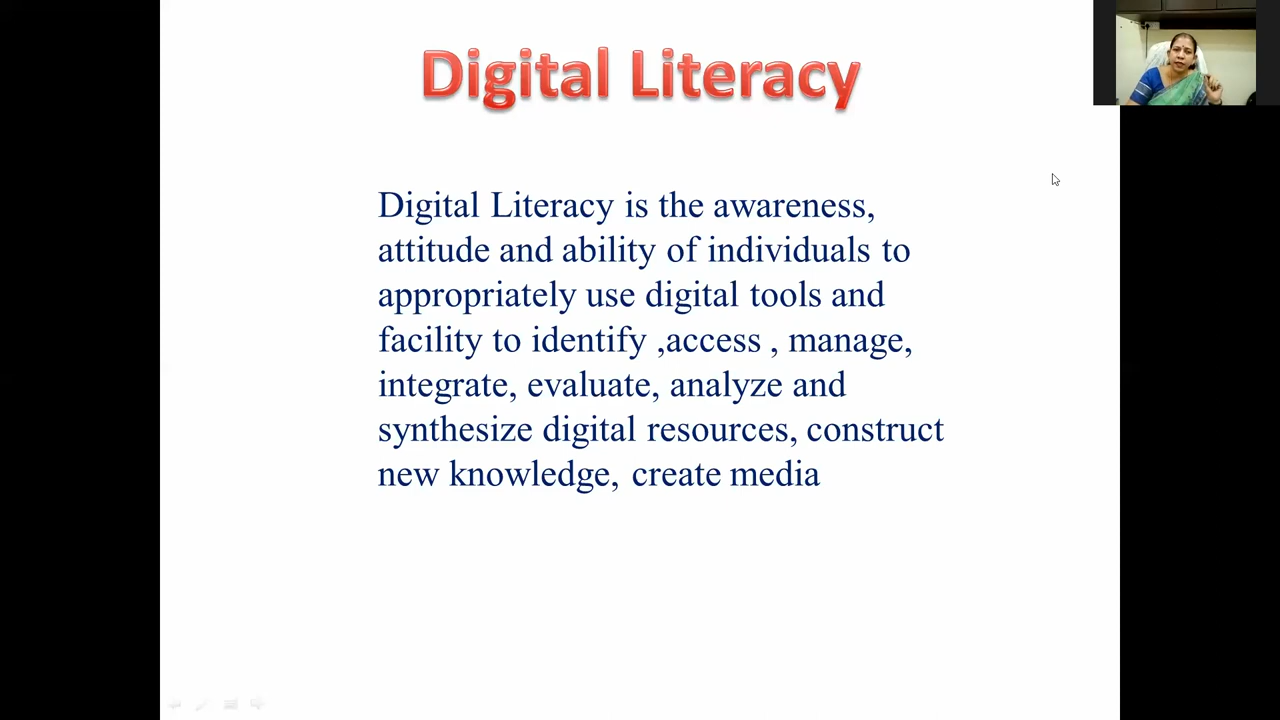 Digital Literacy
Digital Literacy is the awareness,
attitude and ability of individuals to
appropriately use digital tools and
facility to identify ,access , manage,
integrate, evaluate, analyze and
synthesize digital resources, construct
new knowledge, create media